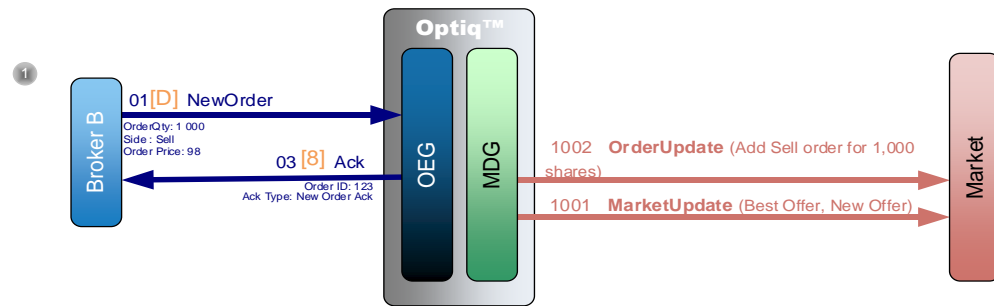 Optiq™
1
01 [D] NewOrder
OrderQty: 1 000
Side : Sell
Order Price: 98
Broker B
03 [8] Ack
Order ID: 123
Ack Type: New Order Ack
OEG
MDG
1002 OrderUpdate (Add Sell order for 1,000
shares)
1001 MarketUpdate (Best Offer, New Offer)
Market